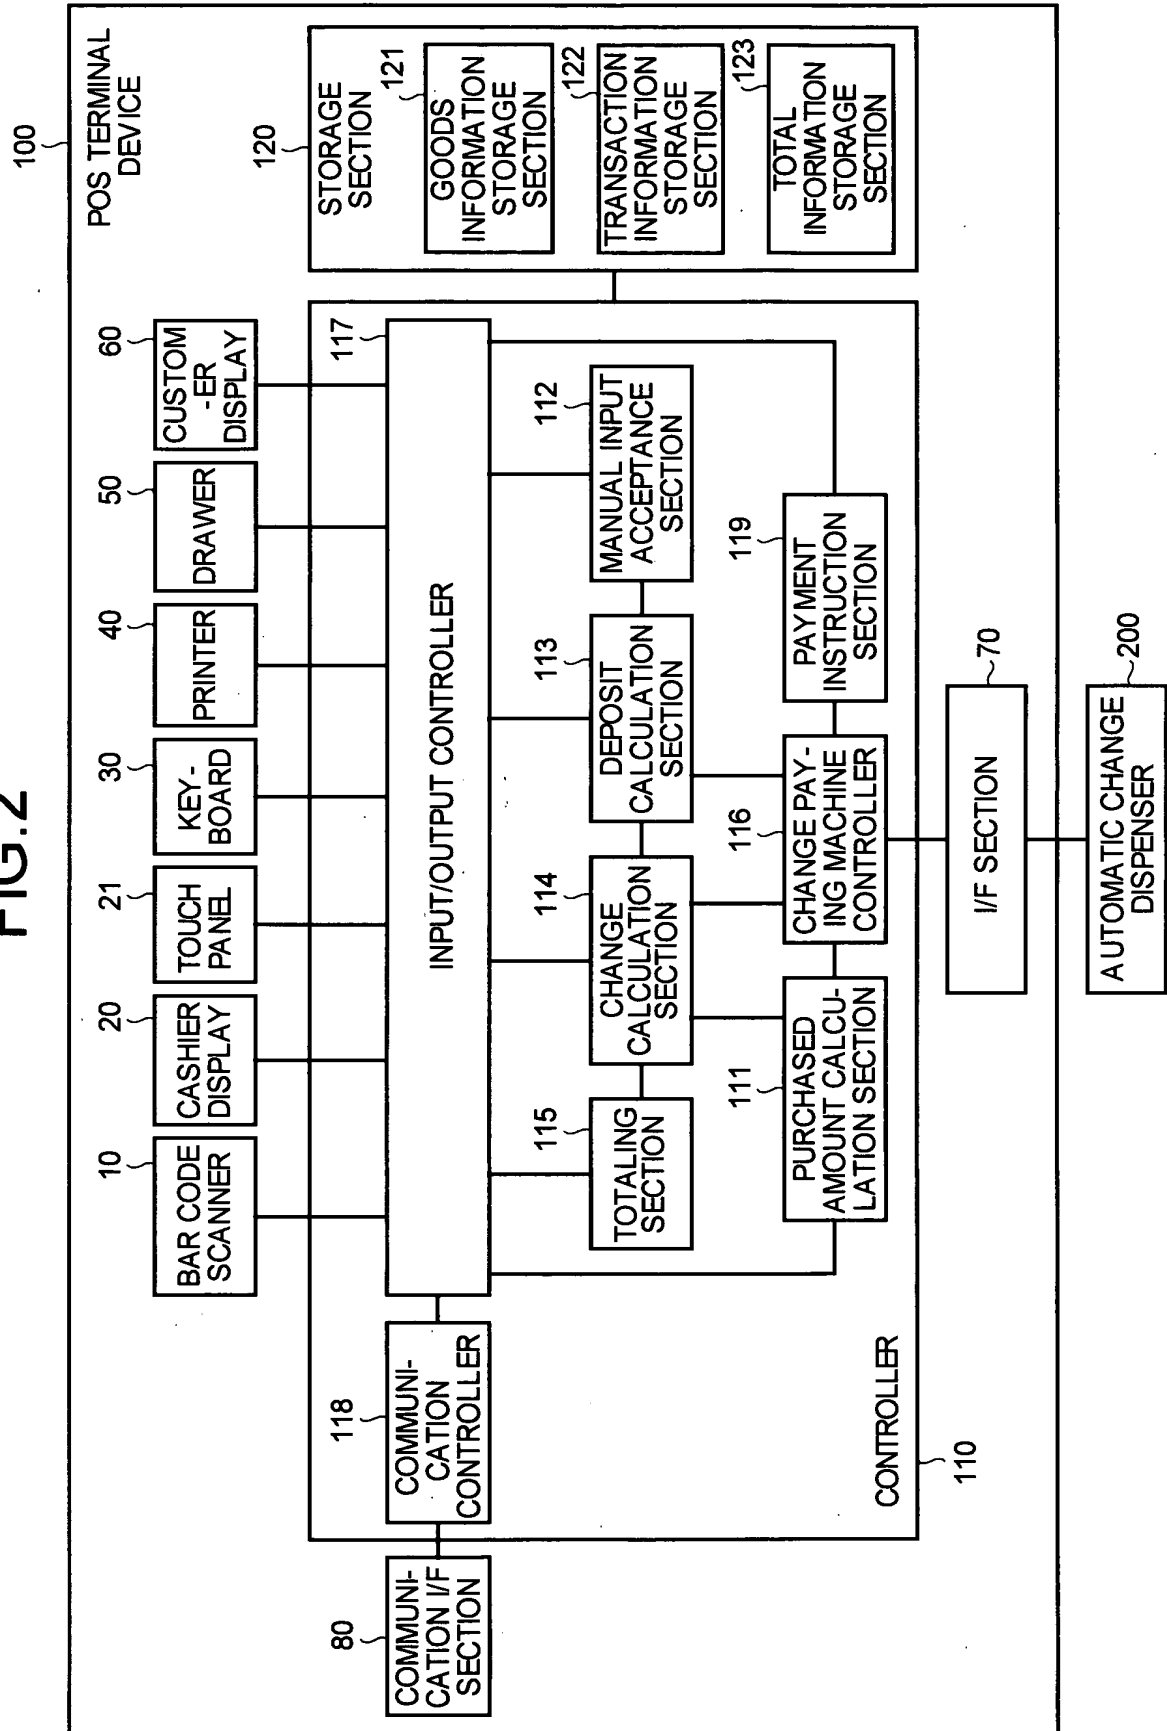 FIG.2
100
POS TERMINAL
DEVICE
10
BAR CODE
SCANNER
20
CASHIER
DISPLAY
21
TOUCH
PANEL
30
KEY-
BOARD
40
PRINTER
50
DRAWER
60
CUSTOM
-ER
DISPLAY
120
STORAGE
SECTION
121
GOODS
INFORMATION
STORAGE
SECTION
122
TRANSACTION
INFORMATION
STORAGE
SECTION
123
TOTAL
INFORMATION
STORAGE
SECTION
80
COMMUNI-
CATION I/F
SECTION
118
COMMUNI-
CATION
CONTROLLER
117
INPUT/OUTPUT CONTROLLER
115
TOTALING
SECTION
114
CHANGE
CALCULATION
SECTION
113
DEPOSIT
CALCULATION
SECTION
112
MANUAL INPUT
ACCEPTANCE
SECTION
111
PURCHASED
AMOUNT CALCU-
LATION SECTION
116
CHANGE PAY-
ING MACHINE
CONTROLLER
119
PAYMENT
INSTRUCTION
SECTION
CONTROLLER
110
I/F SECTION
70
AUTOMATIC CHANGE
DISPENSER
200